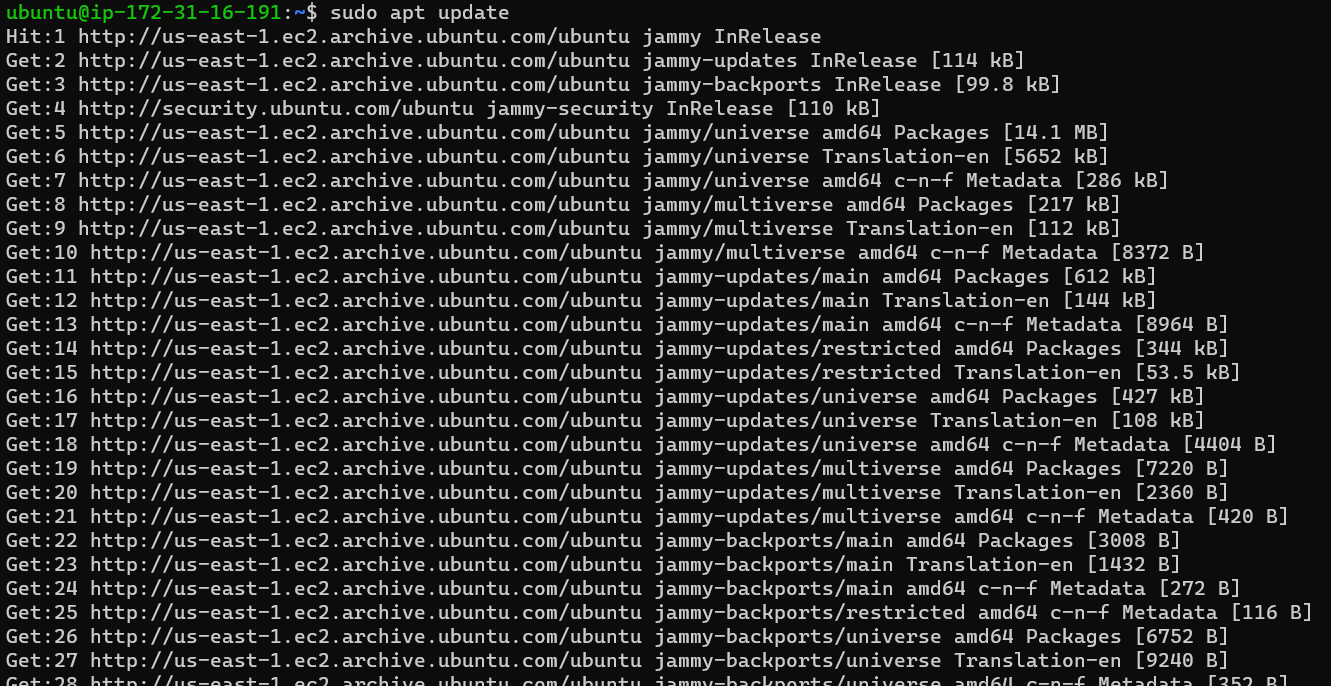 ubuntu@ip-172-31-16-191:~$ sudo apt update
Hit:1 http://us-east-1.ec2.archive.ubuntu.com/ubuntu jammy InRelease
Get:2 http://us-east-1.ec2.archive.ubuntu.com/ubuntu jammy-updates InRelease [114 kB]
Get:3 http://us-east-1.ec2.archive.ubuntu.com/ubuntu jammy-backports InRelease [99.8 kB]
Get:4 http://security.ubuntu.com/ubuntu jammy-security InRelease [110 kB]
Get:5 http://us-east-1.ec2.archive.ubuntu.com/ubuntu jammy/universe amd64 Packages [14.1 MB]
Get:6 http://us-east-1.ec2.archive.ubuntu.com/ubuntu jammy/universe Translation-en [5652 kB]
Get:7 http://us-east-1.ec2.archive.ubuntu.com/ubuntu jammy/universe amd64 c-n-f Metadata [286 kB]
Get:8 http://us-east-1.ec2.archive.ubuntu.com/ubuntu jammy/multiverse amd64 Packages [217 kB]
Get:9 http://us-east-1.ec2.archive.ubuntu.com/ubuntu jammy/multiverse Translation-en [112 kB]
Get:10 http://us-east-1.ec2.archive.ubuntu.com/ubuntu jammy/multiverse amd64 c-n-f Metadata [8372 B]
Get:11 http://us-east-1.ec2.archive.ubuntu.com/ubuntu jammy-updates/main amd64 Packages [612 kB]
Get:12 http://us-east-1.ec2.archive.ubuntu.com/ubuntu jammy-updates/main Translation-en [144 kB]
Get:13 http://us-east-1.ec2.archive.ubuntu.com/ubuntu jammy-updates/main amd64 c-n-f Metadata [8964 B]
Get:14 http://us-east-1.ec2.archive.ubuntu.com/ubuntu jammy-updates/restricted amd64 Packages [344 kB]
Get:15 http://us-east-1.ec2.archive.ubuntu.com/ubuntu jammy-updates/restricted Translation-en [53.5 kB]
Get:16 http://us-east-1.ec2.archive.ubuntu.com/ubuntu jammy-updates/universe amd64 Packages [427 kB]
Get:17 http://us-east-1.ec2.archive.ubuntu.com/ubuntu jammy-updates/universe Translation-en [108 kB]
Get:18 http://us-east-1.ec2.archive.ubuntu.com/ubuntu jammy-updates/universe amd64 c-n-f Metadata [4404 B]
Get:19 http://us-east-1.ec2.archive.ubuntu.com/ubuntu jammy-updates/multiverse amd64 Packages [7220 B]
Get:20 http://us-east-1.ec2.archive.ubuntu.com/ubuntu jammy-updates/multiverse Translation-en [2360 B]
Get:21 http://us-east-1.ec2.archive.ubuntu.com/ubuntu jammy-updates/multiverse amd64 c-n-f Metadata [420 B]
Get:22 http://us-east-1.ec2.archive.ubuntu.com/ubuntu jammy-backports/main amd64 Packages [3008 B]
Get:23 http://us-east-1.ec2.archive.ubuntu.com/ubuntu jammy-backports/main Translation-en [1432 B]
Get:24 http://us-east-1.ec2.archive.ubuntu.com/ubuntu jammy-backports/main amd64 c-n-f Metadata [272 B]
Get:25 http://us-east-1.ec2.archive.ubuntu.com/ubuntu jammy-backports/restricted amd64 c-n-f Metadata [116 B]
Get:26 http://us-east-1.ec2.archive.ubuntu.com/ubuntu jammy-backports/universe amd64 Packages [6752 B]
Get:27 http://us-east-1.ec2.archive.ubuntu.com/ubuntu jammy-backports/universe Translation-en [9240 B]
Get:28 http://us-east-1.ec2.archive.ubuntu.com/ubuntu jammy-backports/universe amd64 c-n-f Metadata [352 B]